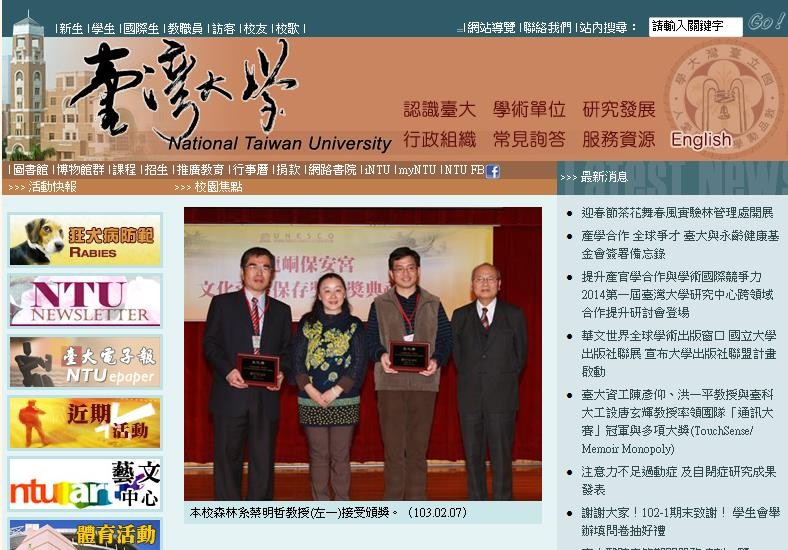 |新生 |學生 |國際生 |教職員 |訪客 |校友 |校歌 |
|網站導覽 |聯絡我們 |站內搜尋：
請輸入關鍵字
Go!
臺灣大學
National Taiwan University
認識臺大 學術單位 研究發展
行政組織 常見詢答 服務資源 English
|圖書館 |博物館群 |課程 |招生 |推廣教育 |行事曆 |捐款 |網路書院 |iNTU |myNTU |NTU FB
>>> 活動快報
>>> 校園焦點
Latest News
>>> 最新消息
狂犬病防範
RABIES
NTU
NEWSLETTER
臺大電子報
NTU epaper
近期
活動
ntu art 藝文
中心
體育活動
UNESCO
保安宮
本校森林系蔡明哲教授(左一)接受頒獎。 (103.02.07)
迎春節茶花舞春風實驗林管理處開展
產學合作 全球爭才 臺大與永齡健康基
金會簽署備忘錄
提升產官學合作與學術國際競爭力
2014第一屆臺灣大學研究中心跨領域
合作提升研討會登場
華文世界全球學術出版窗口 國立大學
出版社聯展 宣布大學出版社聯盟計畫
啟動
臺大資工陳彥仰、洪一平教授與臺科
大工設唐玄輝教授率領團隊「通訊大
賽」冠軍與多項大獎(TouchSense/
Memoir Monopoly)
注意力不足過動症 及自閉症研究成果
發表
謝謝大家！102-1期末致謝！ 學生會舉
辦填問卷抽好禮